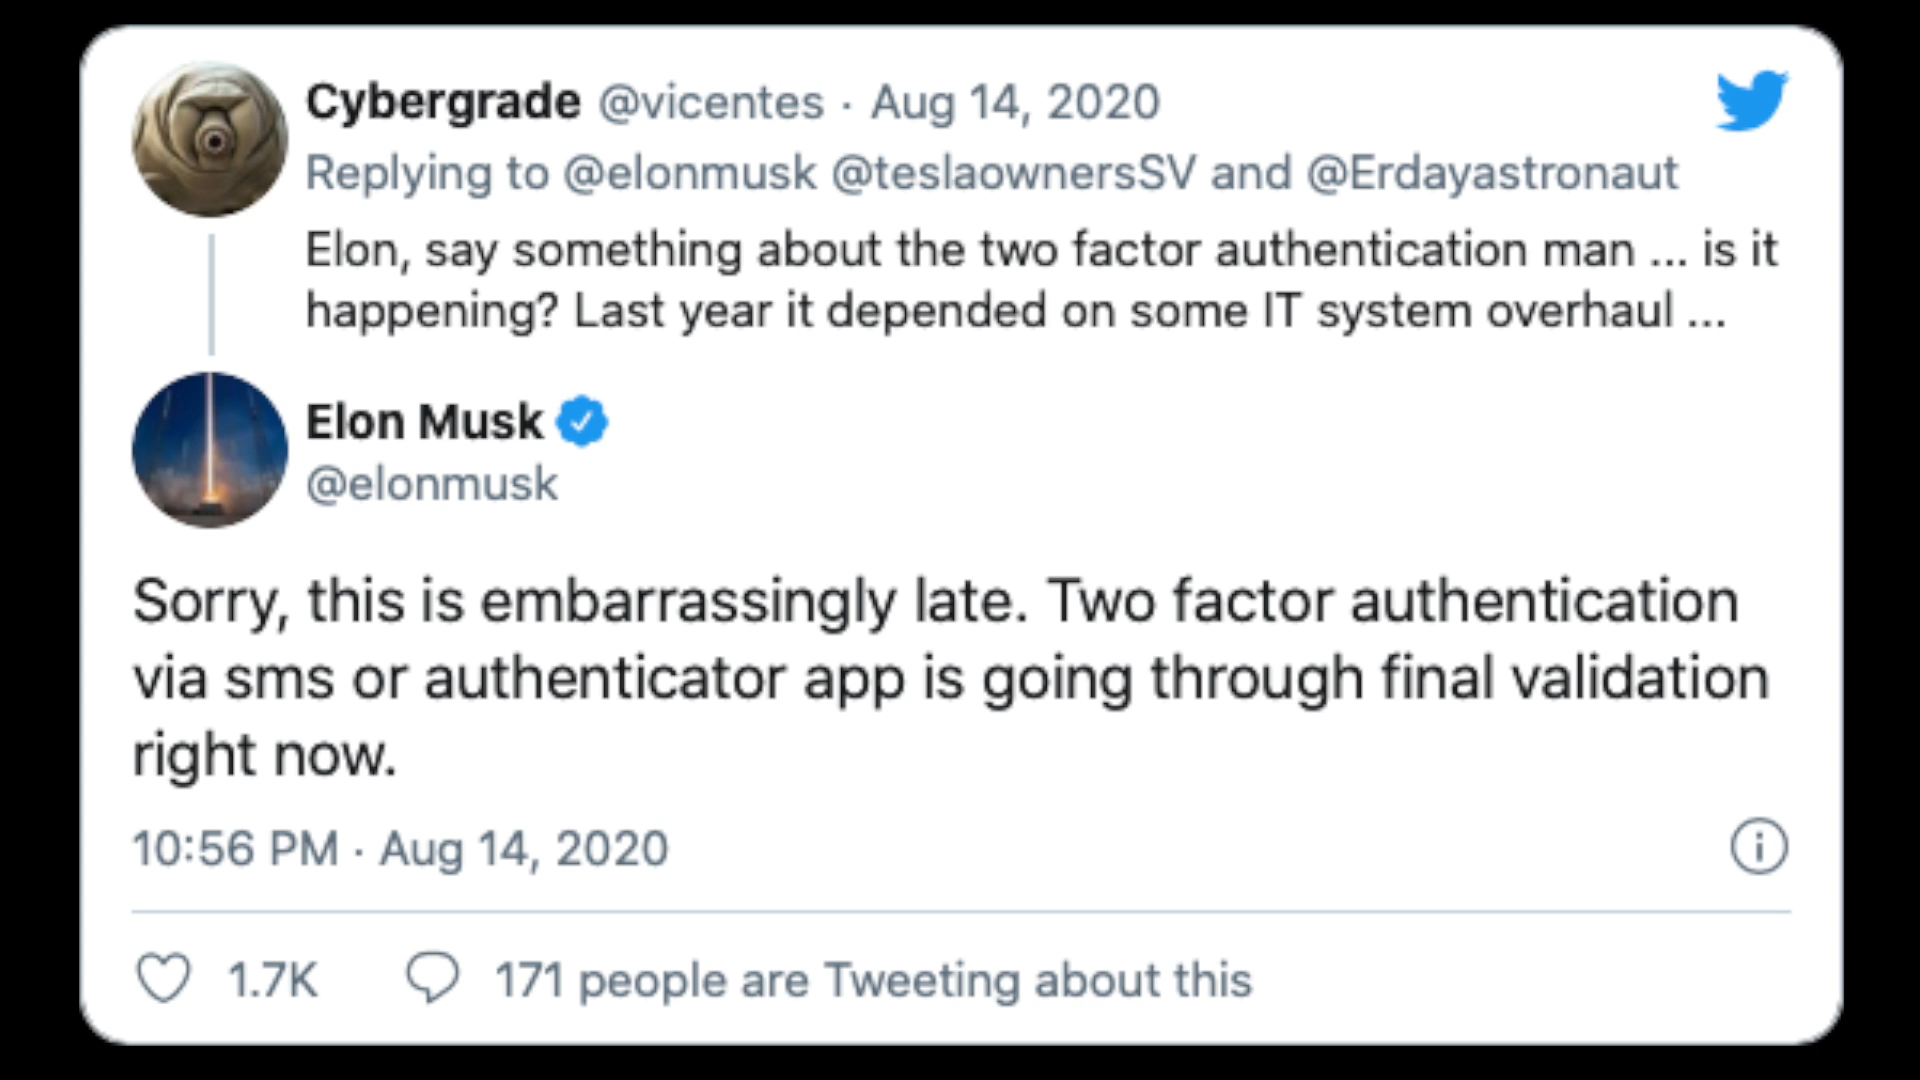 Cybergrade @vicentes · Aug 14, 2020
Replying to @elonmusk @teslaownersSV and @Erdayastronaut
Elon, say something about the two factor authentication man ... is it
happening? Last year it depended on some IT system overhaul ...
Elon Musk
@elonmusk
Sorry, this is embarrassingly late. Two factor authentication
via sms or authenticator app is going through final validation
right now.
10:56 PM · Aug 14, 2020
1.7K 171 people are Tweeting about this